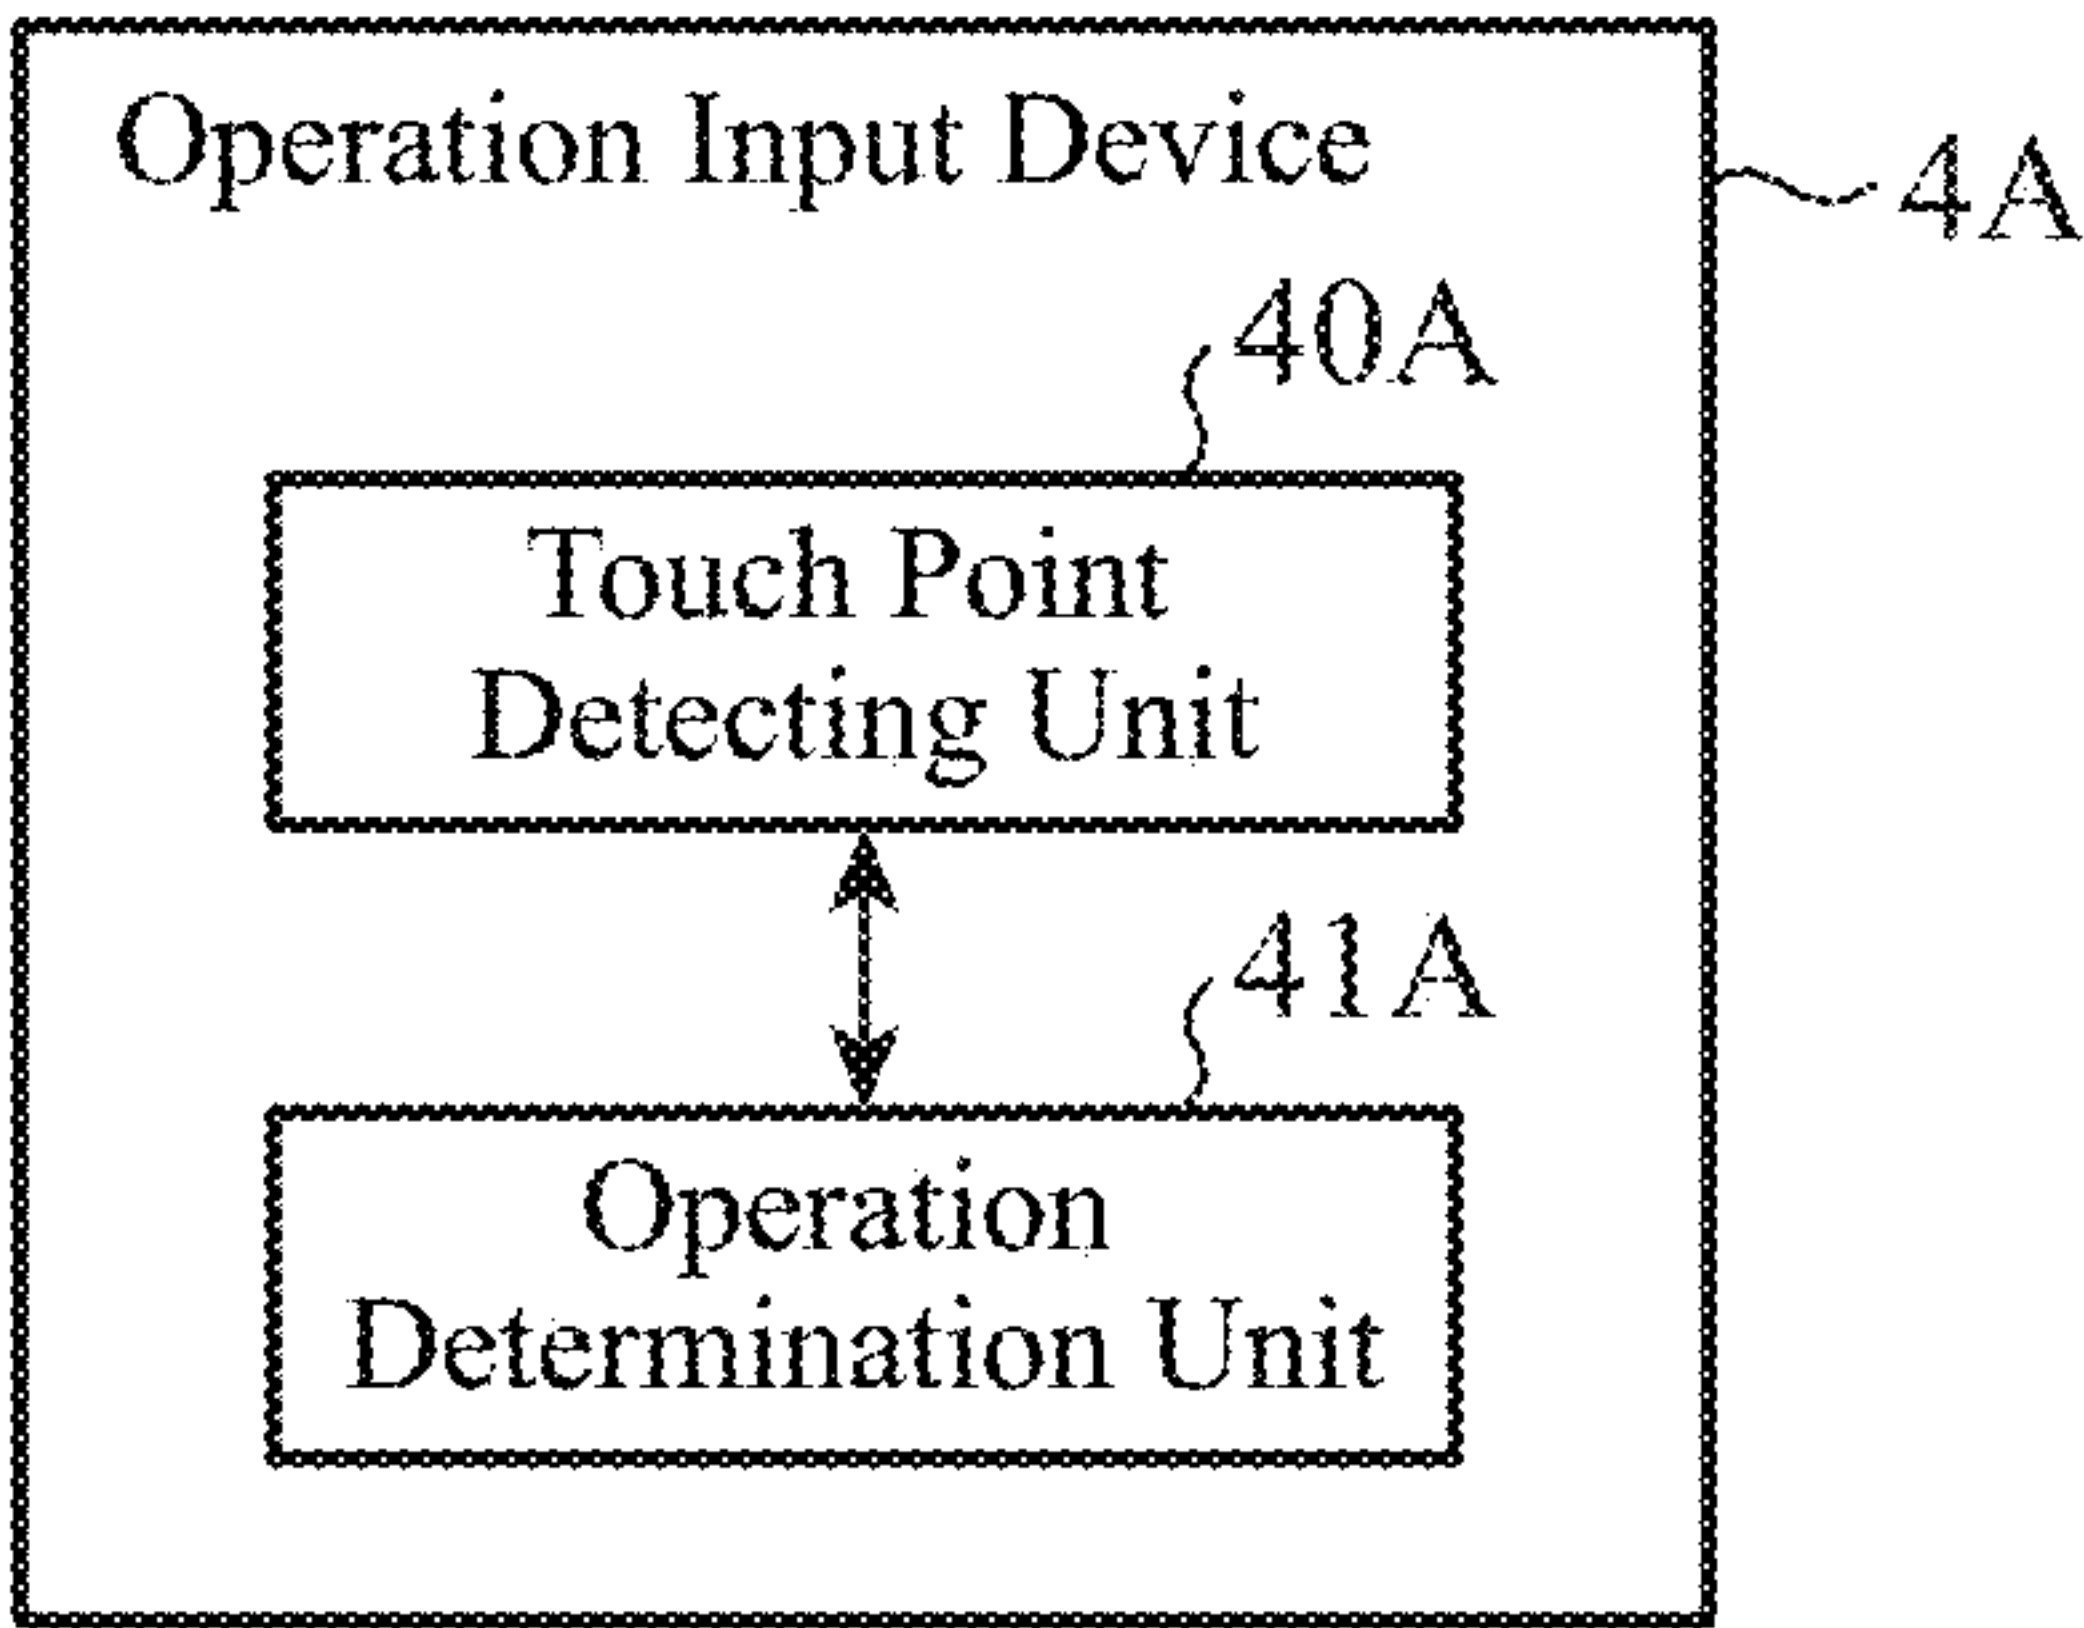 Operation Input Device
4A
40A
Touch Point
Detecting Unit
41A
Operation
Determination Unit